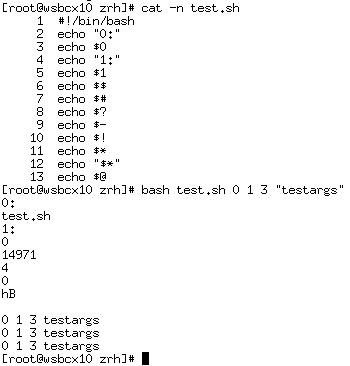 [root@wsbcx10 zrh]# cat -n test.sh
     1  #!/bin/bash
     2  echo "0:"
     3  echo $0
     4  echo "1:"
     5  echo $1
     6  echo $$
     7  echo $#
     8  echo $?
     9  echo $-
    10  echo $!
    11  echo $*
    12  echo "$*"
    13  echo $@
[root@wsbcx10 zrh]# bash test.sh 0 1 3 "testargs"
0:
test.sh
1:
0
14971
4
0
hB

0 1 3 testargs
0 1 3 testargs
0 1 3 testargs
[root@wsbcx10 zrh]#